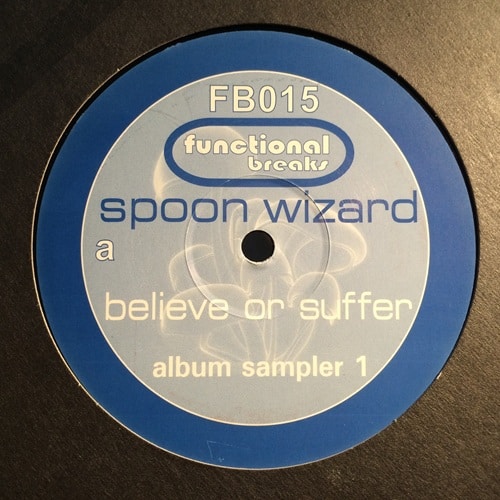 FB015
functional
breaks
spoon wizard
a
believe or suffer
album sampler 1